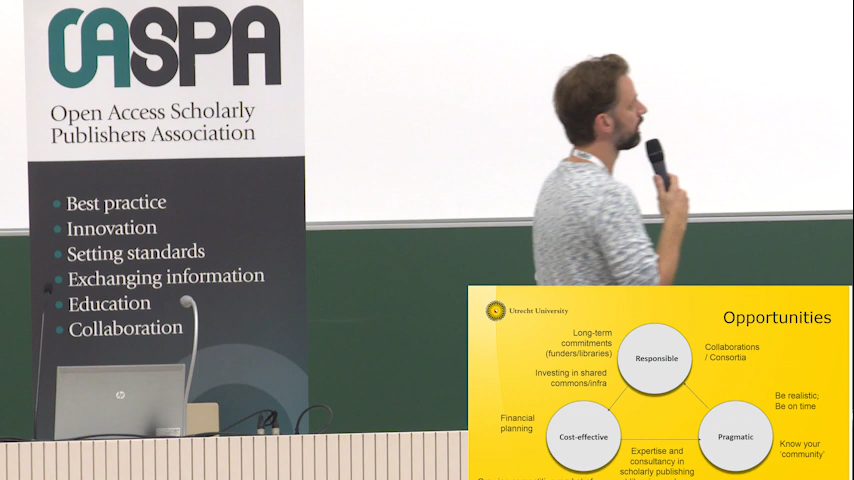 OASPA
Open Access Scholarly
Publishers Association
Best practice
Innovation
Setting standards
Exchanging information
Education
Collaboration
hp
Utrecht University
Opportunities
Long-term
commitments
(funders/libraries)
Investing in shared
commons/infra
Responsible
Collaborations
/ Consortia
Be realistic;
Be on time
Financial
planning
Cost-effective
Pragmatic
Know your
'community'
Expertise and
consultancy in
scholarly publishing